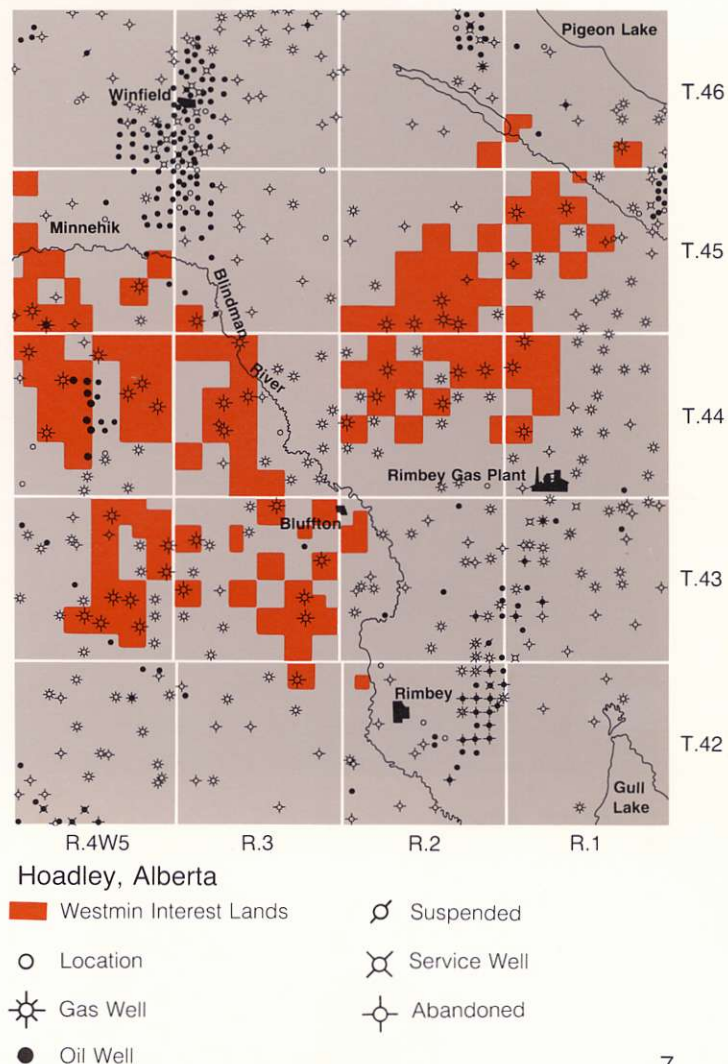 Pigeon Lake
T.46
Winfield
Minnehik
T.45
Blindman
River
T.44
Rimbey Gas Plant
Bluffton
T.43
Rimbey
T.42
Gull
Lake
R.4W5 R.3 R.2 R.1
Hoadley, Alberta
Westmin Interest Lands
Suspended
Location
Service Well
Gas Well
Abandoned
Oil Well
7